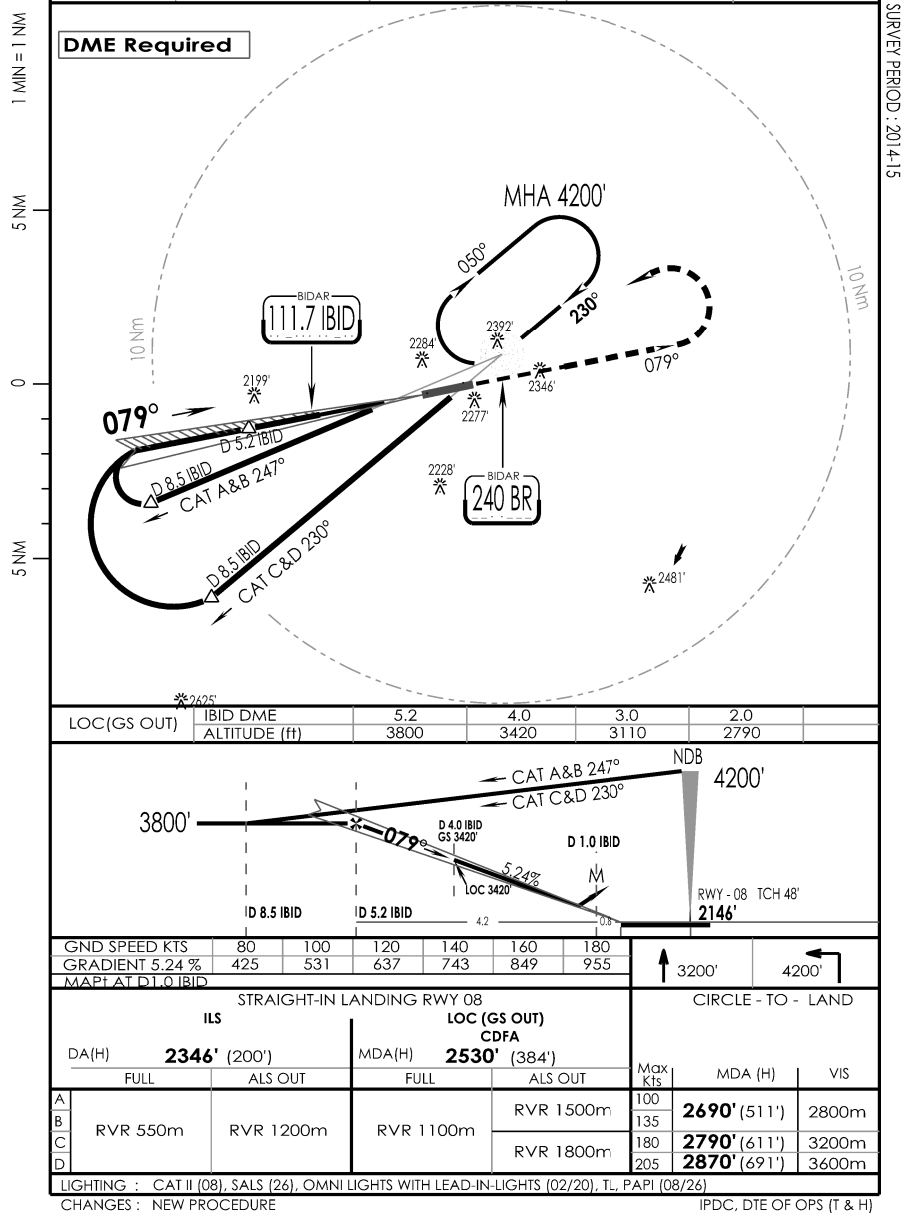 SURVEY PERIOD : 2014-15
1 MIN = 1 NM
DME Required
5 NM
0
5 NM
MHA 4200'
050°
230°
10 Nm
10 Nm
BIDAR
111.7 IBID
2392'
2284'
2346'
079°
2199'
2277'
079°
D 5.2 IBID
D 8.5 IBID
CAT A&B 247°
2228'
BIDAR
240 BR
D 8.5 IBID
CAT C&D 230°
2481'
2625'
LOC(GS OUT) IBID DME 5.2 4.0 3.0 2.0
ALTITUDE (ft) 3800 3420 3110 2790
NDB
CAT A&B 247°
4200'
CAT C&D 230°
3800'
079°
D 4.0 IBID
GS 3420'
D 1.0 IBID
5.24%
M
LOC 3420'
RWY - 08 TCH 48'
2146'
D 8.5 IBID
D 5.2 IBID
4.2
0.8
GND SPEED KTS 80 100 120 140 160 180
GRADIENT 5.24 % 425 531 637 743 849 955
MAPt AT D1.0 IBID
3200'
4200'
STRAIGHT-IN LANDING RWY 08
CIRCLE - TO - LAND
ILS
LOC (GS OUT)
CDFA
DA(H) 2346' (200')
MDA(H) 2530' (384')
FULL ALS OUT FULL ALS OUT
Max
Kts
MDA (H) VIS
A
B
C
D
RVR 550m
RVR 1200m
RVR 1100m
RVR 1500m
RVR 1800m
100
135
2690' (511') 2800m
180 2790' (611') 3200m
205 2870' (691') 3600m
LIGHTING : CAT II (08), SALS (26), OMNI LIGHTS WITH LEAD-IN-LIGHTS (02/20), TL, PAPI (08/26)
CHANGES : NEW PROCEDURE
IPDC, DTE OF OPS (T & H)